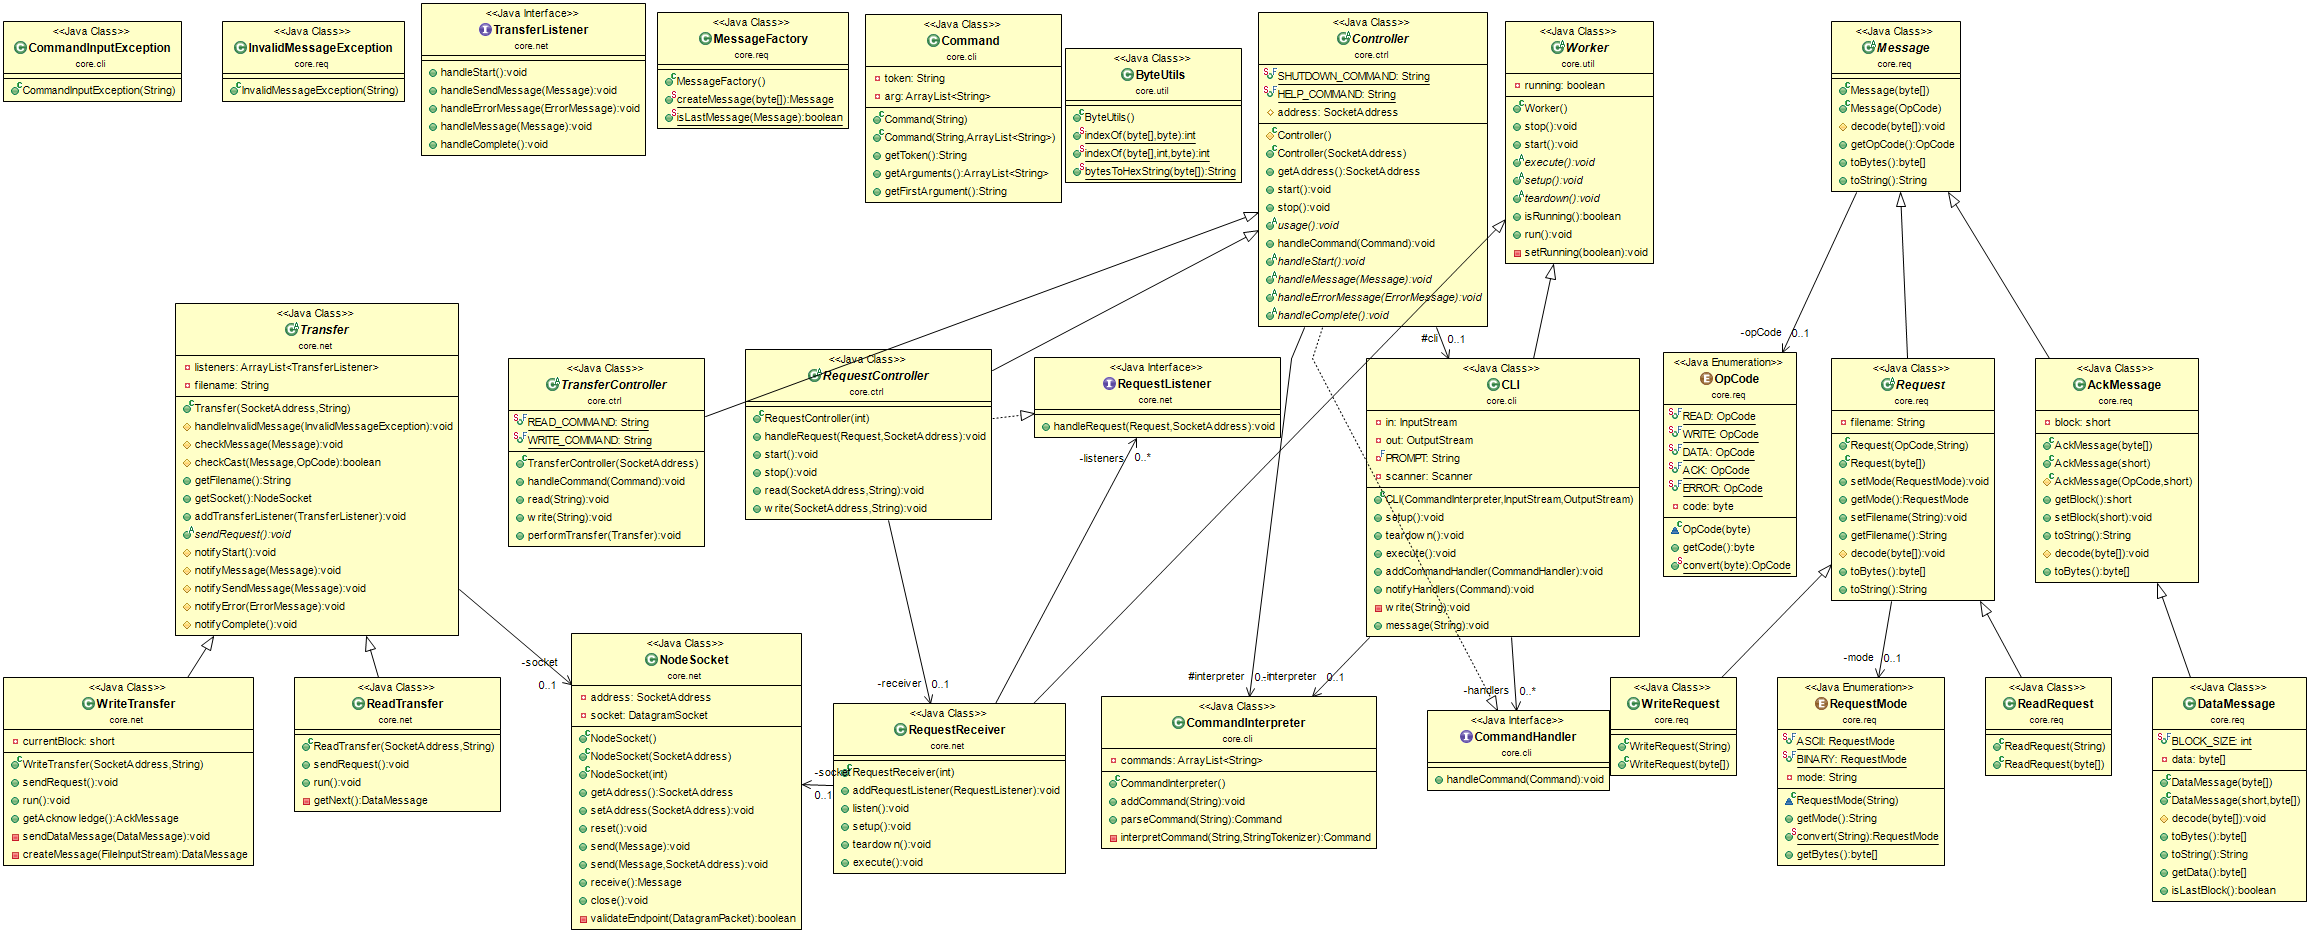 <<Java Class>>
CommandInputException
core.cli
CommandInputException(String)
<<Java Class>>
InvalidMessageException
core.req
InvalidMessageException(String)
<<Java Interface>>
TransferListener
core.net
handleStart():void
handleSendMessage(Message):void
handleErrorMessage(ErrorMessage):void
handleMessage(Message):void
handleComplete():void
<<Java Class>>
MessageFactory
core.req
MessageFactory()
createMessage(byte[]):Message
isLastMessage(Message):boolean
<<Java Class>>
Command
core.cli
token: String
arg: ArrayList<String>
Command(String)
Command(String,ArrayList<String>)
getToken():String
getArguments():ArrayList<String>
getFirstArgument():String
<<Java Class>>
ByteUtils
core.util
ByteUtils()
indexOf(byte[],byte):int
indexOf(byte[],int,byte):int
bytesToHexString(byte[]):String
<<Java Class>>
Controller
core.ctrl
SHUTDOWN_COMMAND: String
HELP_COMMAND: String
address: SocketAddress
Controller()
Controller(SocketAddress)
getAddress():SocketAddress
start():void
stop():void
usage():void
handleCommand(Command):void
handleStart():void
handleMessage(Message):void
handleErrorMessage(ErrorMessage):void
handleComplete():void
<<Java Class>>
Worker
core.util
running: boolean
Worker()
stop():void
start():void
execute():void
setup():void
teardown():void
isRunning():boolean
run():void
setRunning(boolean):void
<<Java Class>>
Message
core.req
Message(byte[])
Message(OpCode)
decode(byte[]):void
getOpCode():OpCode
toBytes():byte[]
toString():String
<<Java Class>>
Transfer
core.net
listeners: ArrayList<TransferListener>
filename: String
Transfer(SocketAddress,String)
handleInvalidMessage(InvalidMessageException):void
checkMessage(Message):void
checkCast(Message,OpCode):boolean
getFilename():String
getSocket():NodeSocket
addTransferListener(TransferListener):void
sendRequest():void
notifyStart():void
notifyMessage(Message):void
notifySendMessage(Message):void
notifyError(ErrorMessage):void
notifyComplete():void
<<Java Class>>
TransferController
core.ctrl
READ_COMMAND: String
WRITE_COMMAND: String
TransferController(SocketAddress)
handleCommand(Command):void
read(String):void
write(String):void
performTransfer(Transfer):void
<<Java Class>>
RequestController
core.ctrl
RequestController(int)
handleRequest(Request,SocketAddress):void
start():void
stop():void
read(SocketAddress,String):void
write(SocketAddress,String):void
<<Java Interface>>
RequestListener
core.net
handleRequest(Request,SocketAddress):void
-listeners 0..*
#cli 0..1
<<Java Class>>
CLI
core.cli
in: InputStream
out: OutputStream
PROMPT: String
scanner: Scanner
CLI(CommandInterpreter,InputStream,OutputStream)
setup():void
teardown():void
execute():void
addCommandHandler(CommandHandler):void
notifyHandlers(Command):void
write(String):void
message(String):void
-opCode 0..1
<<Java Enumeration>>
OpCode
core.req
READ: OpCode
WRITE: OpCode
DATA: OpCode
ACK: OpCode
ERROR: OpCode
code: byte
OpCode(byte)
getCode():byte
convert(byte):OpCode
<<Java Class>>
Request
core.req
filename: String
Request(OpCode,String)
Request(byte[])
setMode(RequestMode):void
getMode():RequestMode
setFilename(String):void
getFilename():String
decode(byte[]):void
toBytes():byte[]
toString():String
<<Java Class>>
AckMessage
core.req
block: short
AckMessage(byte[])
AckMessage(short)
AckMessage(OpCode,short)
getBlock():short
setBlock(short):void
toString():String
decode(byte[]):void
toBytes():byte[]
<<Java Class>>
WriteTransfer
core.net
currentBlock: short
WriteTransfer(SocketAddress,String)
sendRequest():void
run():void
getAcknowledge():AckMessage
sendDataMessage(DataMessage):void
createMessage(FileInputStream):DataMessage
<<Java Class>>
ReadTransfer
core.net
ReadTransfer(SocketAddress,String)
sendRequest():void
run():void
getNext():DataMessage
-socket
0..1
<<Java Class>>
NodeSocket
core.net
address: SocketAddress
socket: DatagramSocket
NodeSocket()
NodeSocket(SocketAddress)
NodeSocket(int)
getAddress():SocketAddress
setAddress(SocketAddress):void
reset():void
send(Message):void
send(Message,SocketAddress):void
receive():Message
close():void
validateEndpoint(DatagramPacket):boolean
-socket
0..1
-receiver 0..1
<<Java Class>>
RequestReceiver
core.net
RequestReceiver(int)
addRequestListener(RequestListener):void
listen():void
setup():void
teardown():void
execute():void
#interpreter 0..1
-interpreter 0..1
<<Java Class>>
CommandInterpreter
core.cli
commands: ArrayList<String>
CommandInterpreter()
addCommand(String):void
parseCommand(String):Command
interpretCommand(String,StringTokenizer):Command
-handlers 0..*
<<Java Interface>>
CommandHandler
core.cli
handleCommand(Command):void
<<Java Class>>
WriteRequest
core.req
WriteRequest(String)
WriteRequest(byte[])
-mode 0..1
<<Java Enumeration>>
RequestMode
core.req
ASCII: RequestMode
BINARY: RequestMode
mode: String
RequestMode(String)
getMode():String
convert(String):RequestMode
getBytes():byte[]
<<Java Class>>
ReadRequest
core.req
ReadRequest(String)
ReadRequest(byte[])
<<Java Class>>
DataMessage
core.req
BLOCK_SIZE: int
data: byte[]
DataMessage(byte[])
DataMessage(short,byte[])
decode(byte[]):void
toBytes():byte[]
toString():String
getData():byte[]
isLastBlock():boolean